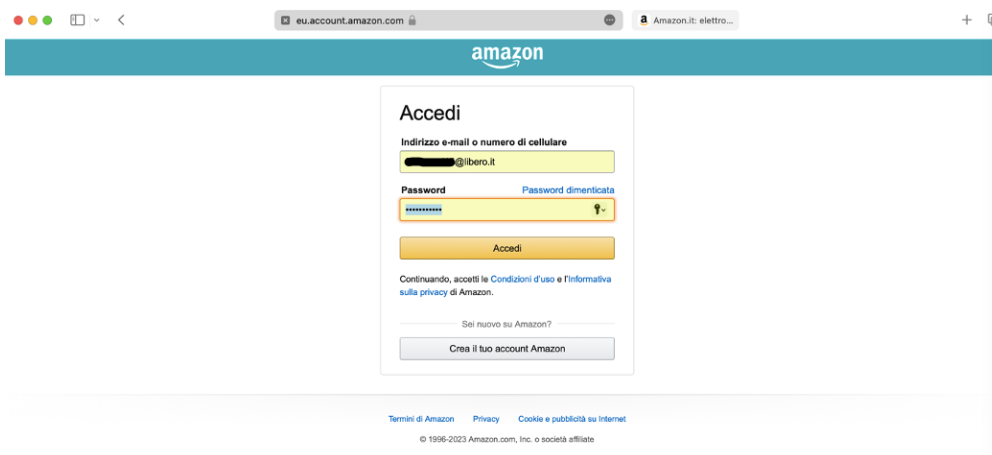 eu.account.amazon.com
Amazon.it: elettro...
amazon
Accedi
Indirizzo e-mail o numero di cellulare
@libero.it
Password Password dimenticata
Accedi
Continuando, accetti le Condizioni d'uso e l'Informativa
sulla privacy di Amazon.
Sei nuovo su Amazon?
Crea il tuo account Amazon
Termini di Amazon Privacy Cookie e pubblicità su Internet
© 1996-2023 Amazon.com, Inc. o società affiliate